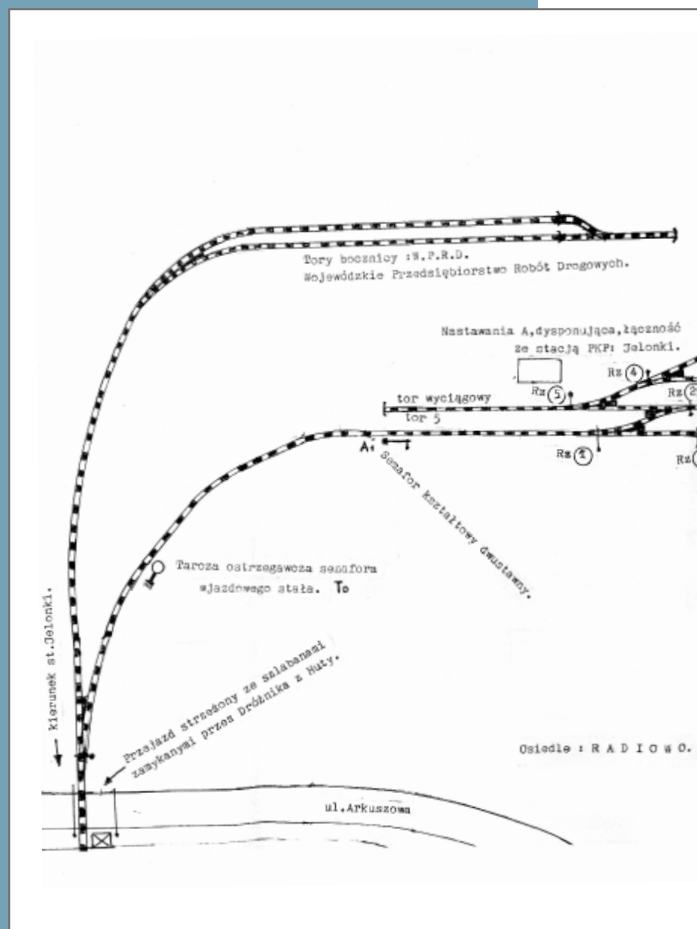 Tory bocznicy :W.P.R.D.
Wojewódzkie Przedsiębiorstwo Robót Drogowych.
Nastawania A,dysponująca,łączność
ze stacją PKP: Jelonki.
Rz 4
Rz 5
Rz 2
tor wyciągowy
tor 5
A
Rz 1
Rz
Semafor kształtowy dwustawny.
Tarcza ostrzegawcza semafora
wjazdowego stała. To
kierunek st.Jelonki.
Przejazd strzeżony ze szlabanami
zamykanymi przez Dróżnika z Huty.
Osiedle : R A D I O W O.
ul.Arkuszowa